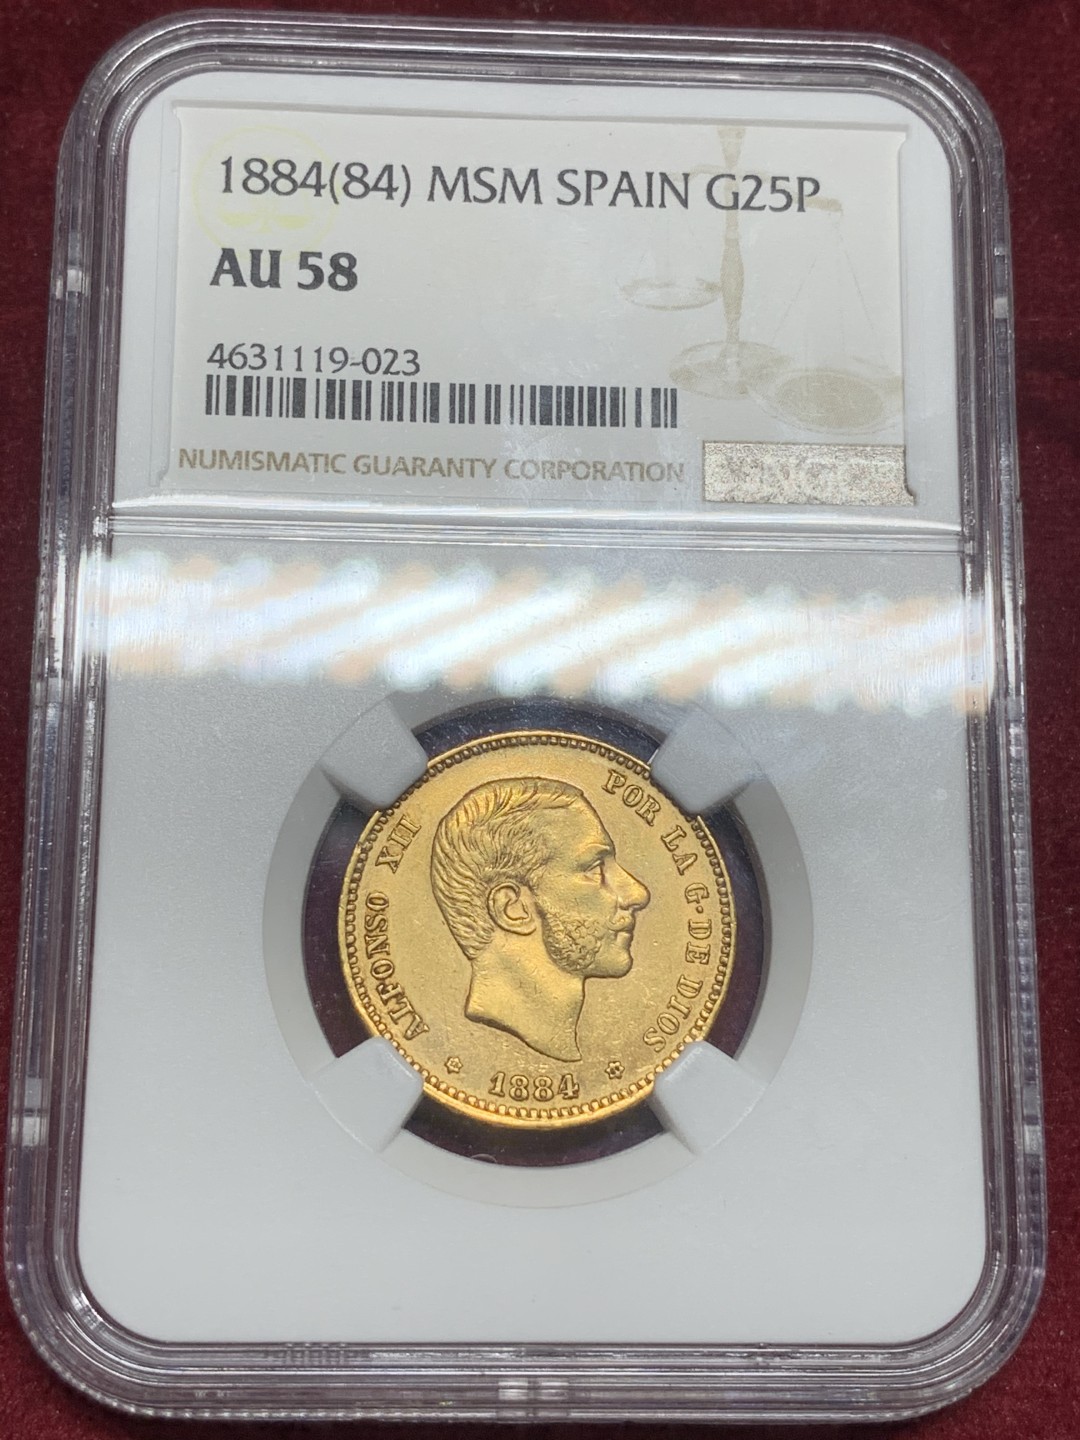 1884(84) MSM SPAIN G25P
AU 58
4631119-023
NUMISMATIC GUARANTY CORPORATION
ALFONSO XII POR LA G·DE DIOS
1884